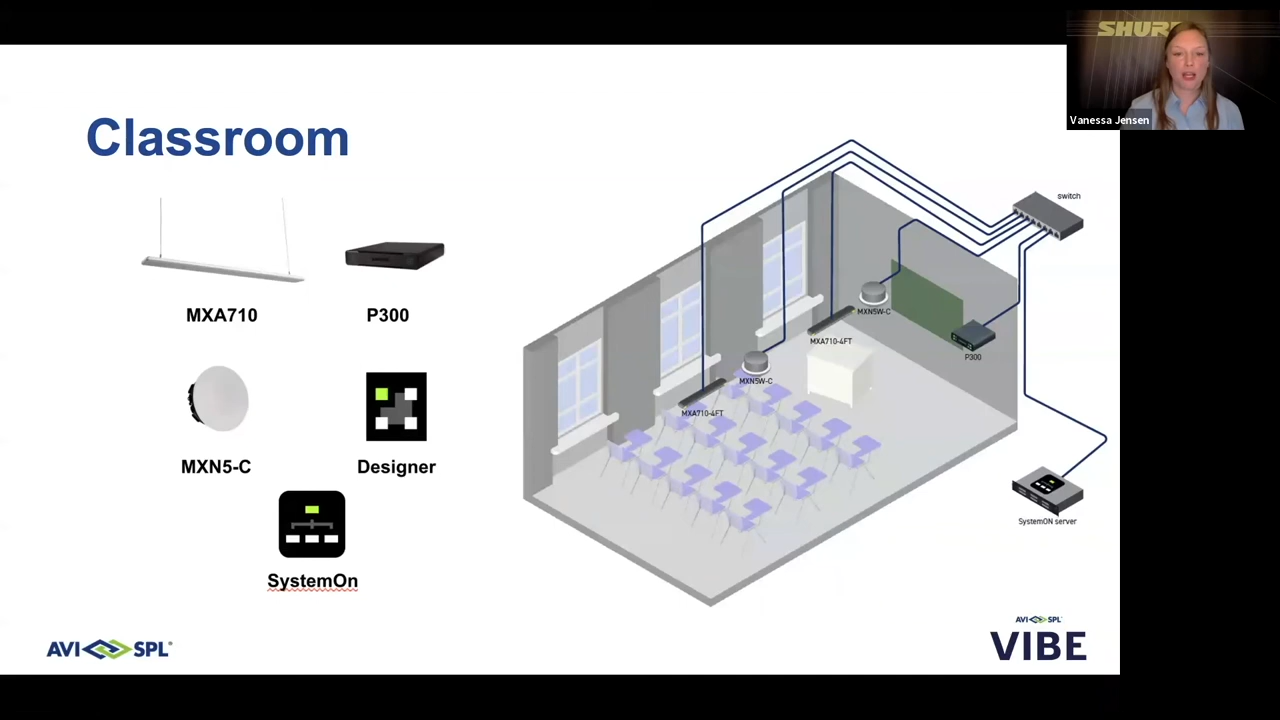 SHURE
Vanessa Jensen
Classroom
MXA710
P300
MXN5-C
Designer
SystemOn
switch
MXN5W-C
MXA710-4FT
P300
MXN5W-C
MXA710-4FT
SystemON server
AVI SPL
AVI SPL
VIBE